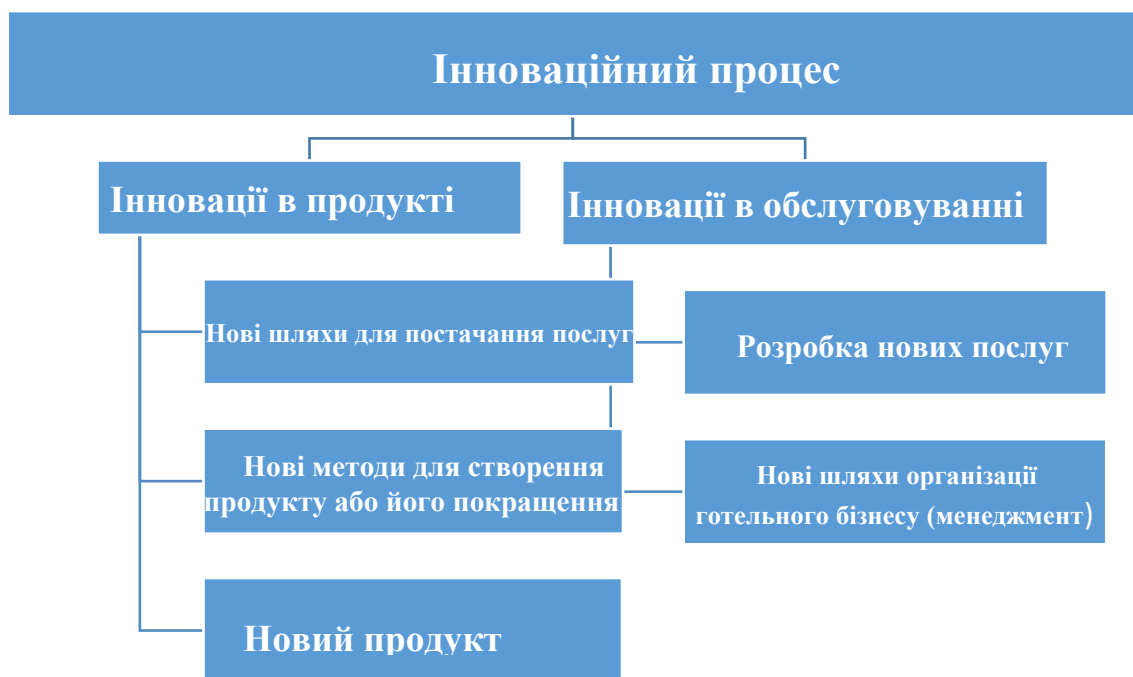 Інноваційний процес
Інновації в продукті
Інновації в обслуговуванні
Нові шляхи для постачання послуг
Розробка нових послуг
Нові методи для створення
продукту або його покращення
Нові шляхи організації
готельного бізнесу (менеджмент)
Новий продукт